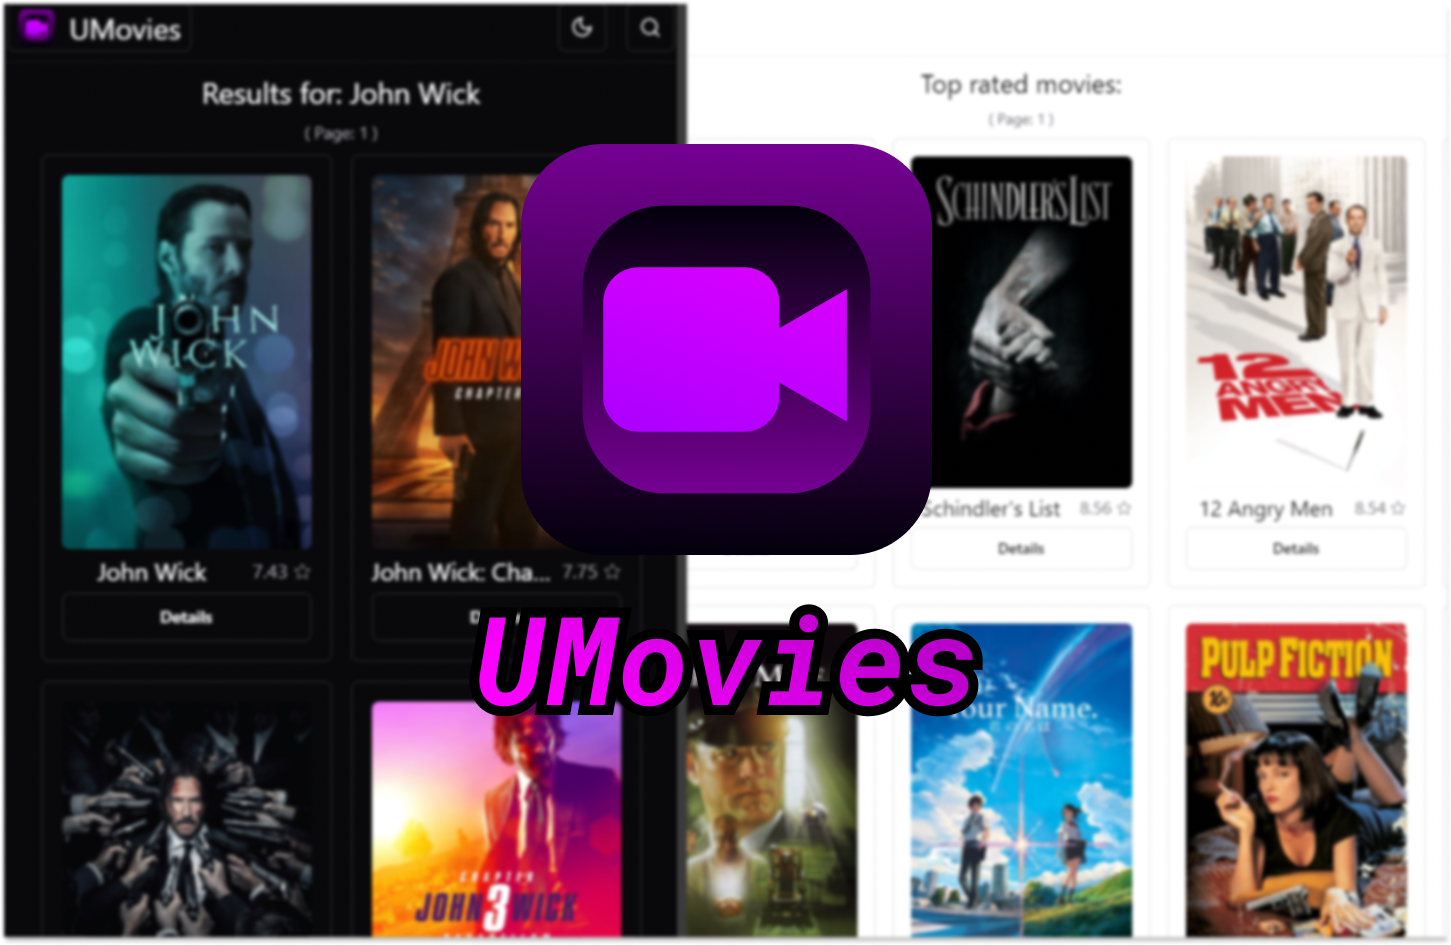 UMovies
Results for: John Wick
( Page: 1 )
JOHN
WICK
JOHN W
CHAPTER
John Wick 7.43
John Wick: Cha... 7.75
Details
CHAPTER
JOHN 3 WICK
Top rated movies:
( Page: 1 )
SCHINDLER'S LIST
12
ANGRY
MEN
Schindler's List 8.56
12 Angry Men 8.54
Details
Details
UMovies
your Name.
PULP FICTION
10¢